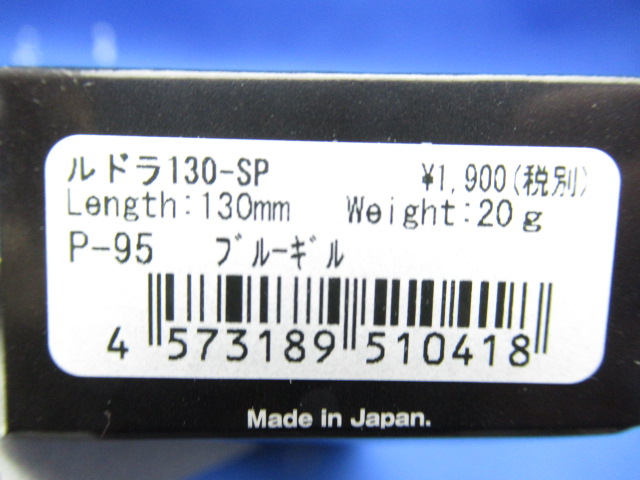 ルドラ130-SP ¥1,900(税別)
Length:130mm Weight:20g
P-95 ブルーギル
4 573189 510418
Made in Japan.